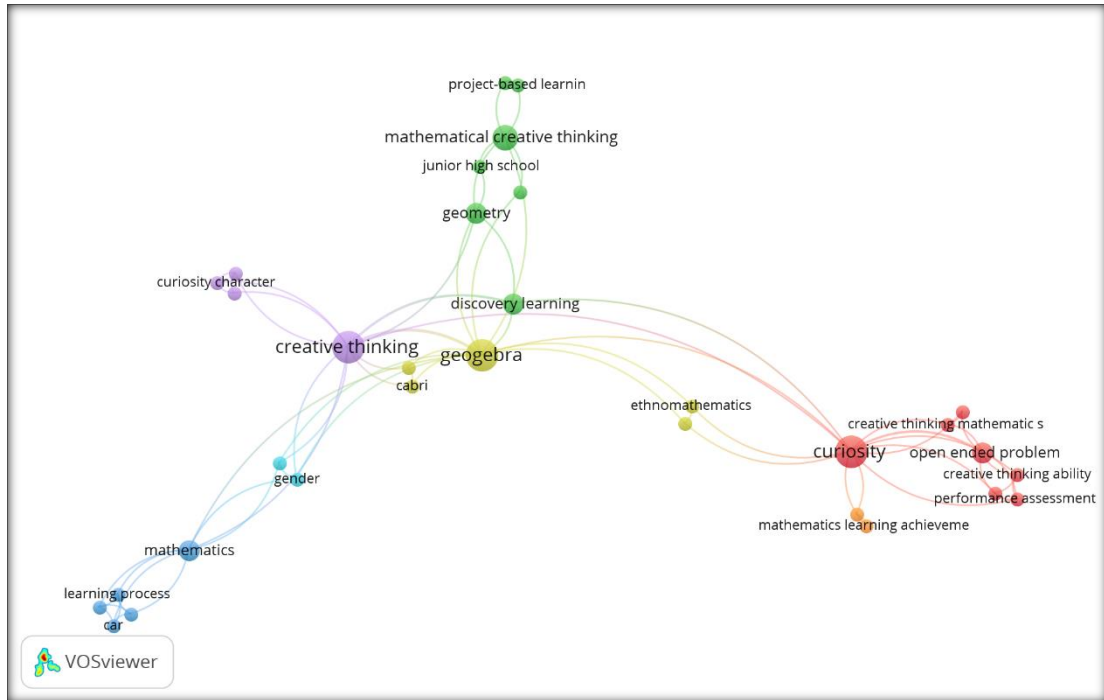 project-based learnin
mathematical creative thinking
junior high school
geometry
curiosity character
discovery learning
creative thinking
geogebra
cabri
ethnomathematics
creative thinking mathematic s
curiosity
open ended problem
creative thinking ability
gender
performance assessment
mathematics learning achieveme
mathematics
learning process
car
VOSviewer